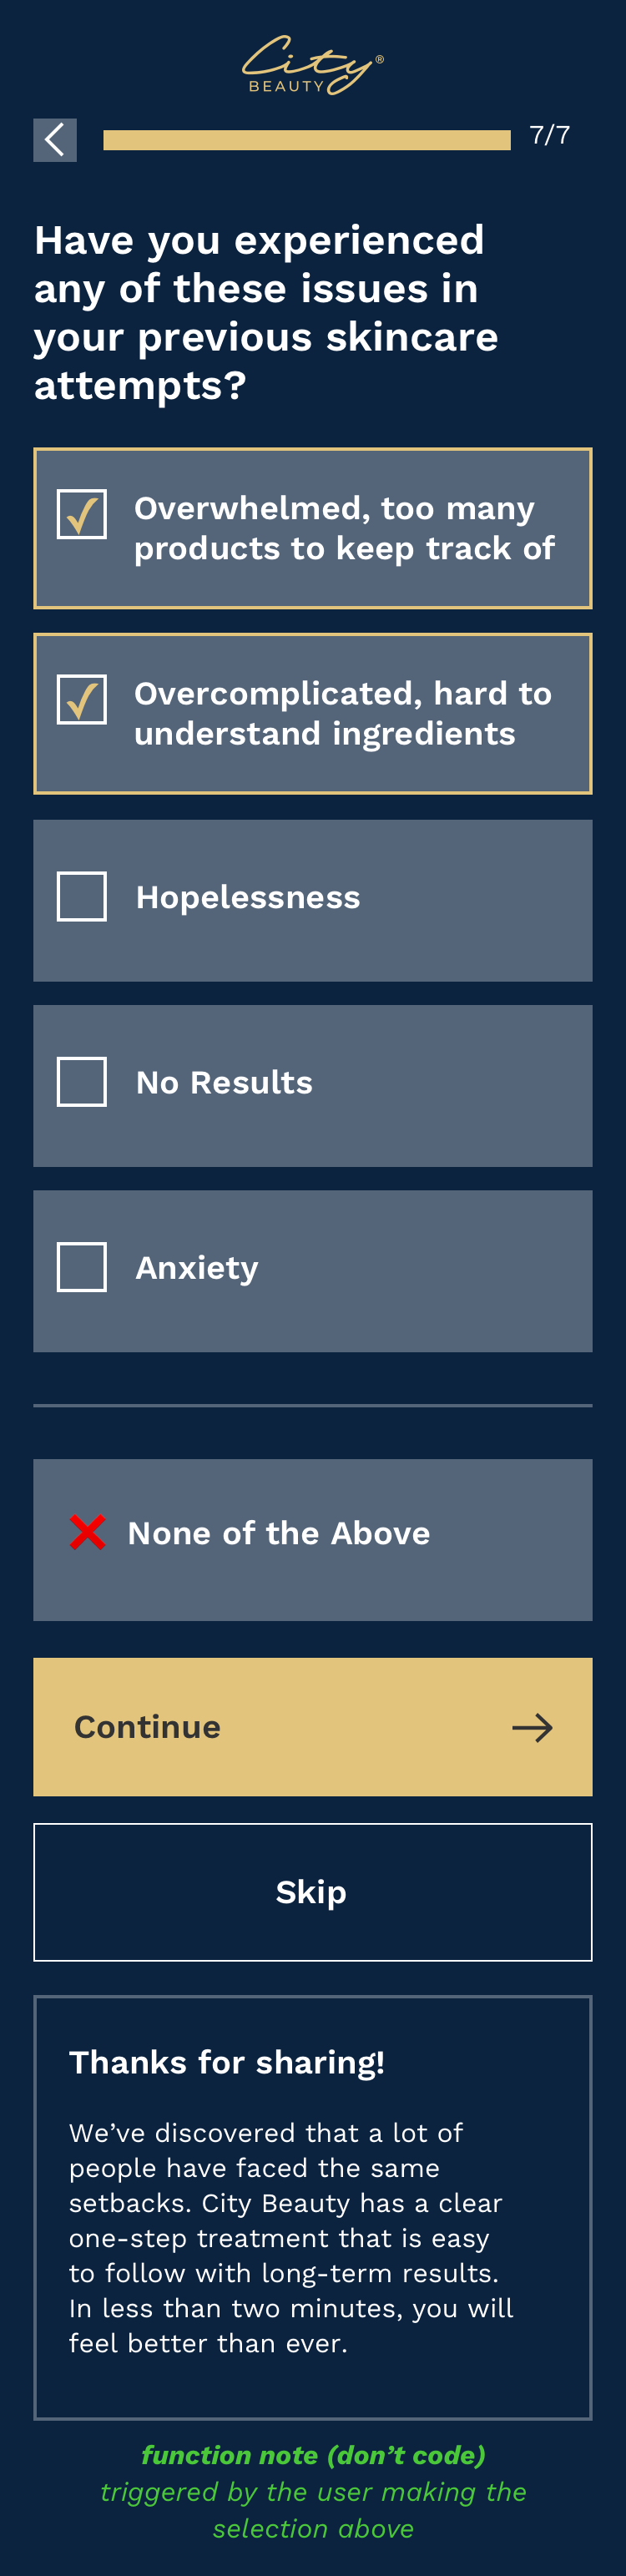 City®
BEAUTY
7/7
Have you experienced
any of these issues in
your previous skincare
attempts?
Overwhelmed, too many
products to keep track of
Overcomplicated, hard to
understand ingredients
Hopelessness
No Results
Anxiety
None of the Above
Continue
Skip
Thanks for sharing!
We’ve discovered that a lot of
people have faced the same
setbacks. City Beauty has a clear
one-step treatment that is easy
to follow with long-term results.
In less than two minutes, you will
feel better than ever.
function note (don’t code)
triggered by the user making the
selection above